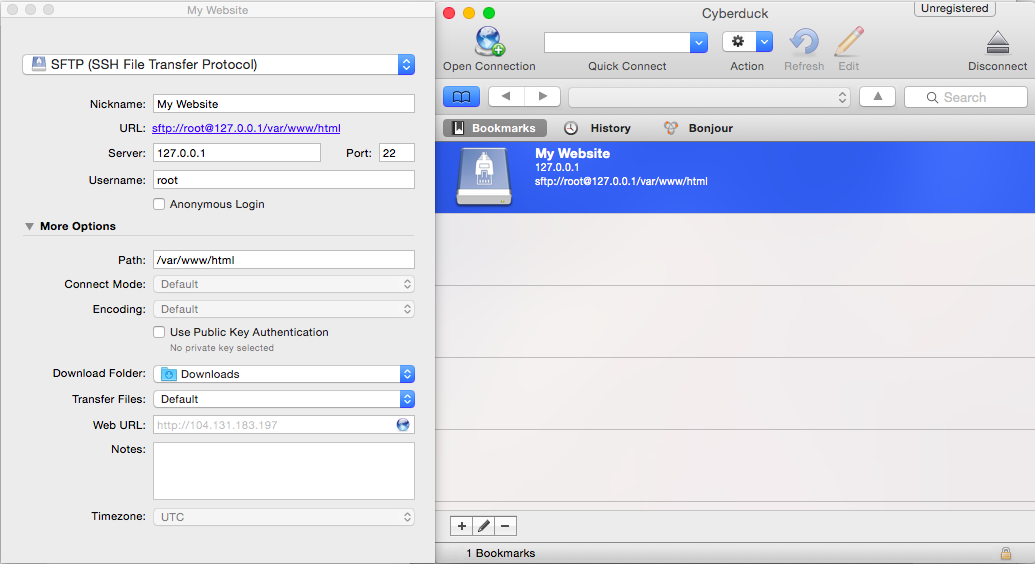 My Website
SFTP (SSH File Transfer Protocol)
Nickname: My Website
URL: sftp://root@127.0.0.1/var/www/html
Server: 127.0.0.1 Port: 22
Username: root
Anonymous Login
More Options
Path: /var/www/html
Connect Mode: Default
Encoding: Default
Use Public Key Authentication
No private key selected
Download Folder: Downloads
Transfer Files: Default
Web URL: http://104.131.183.197
Notes:
Timezone: UTC
Cyberduck
Unregistered
Open Connection Quick Connect Action Refresh Edit Disconnect
Search
Bookmarks History Bonjour
My Website
127.0.0.1
sftp://root@127.0.0.1/var/www/html
1 Bookmarks